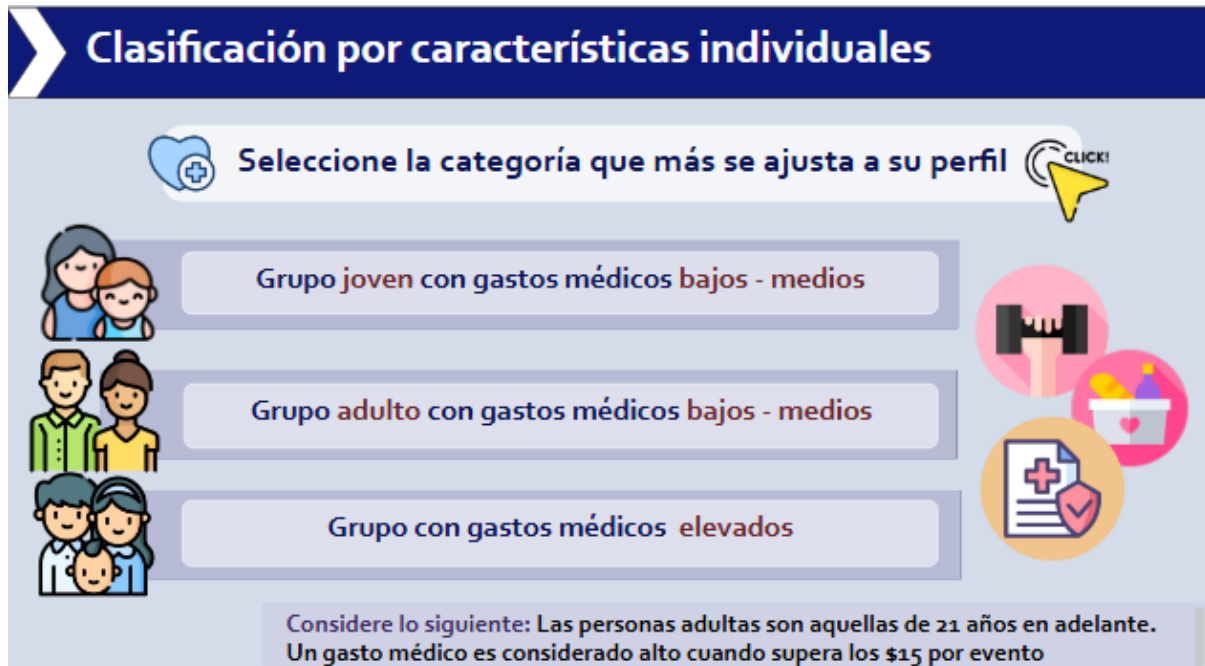 Clasificación por características individuales
Seleccione la categoría que más se ajusta a su perfil
CLICK!
Grupo joven con gastos médicos bajos - medios
Grupo adulto con gastos médicos bajos - medios
Grupo con gastos médicos elevados
Considere lo siguiente: Las personas adultas son aquellas de 21 años en adelante.
Un gasto médico es considerado alto cuando supera los $15 por evento